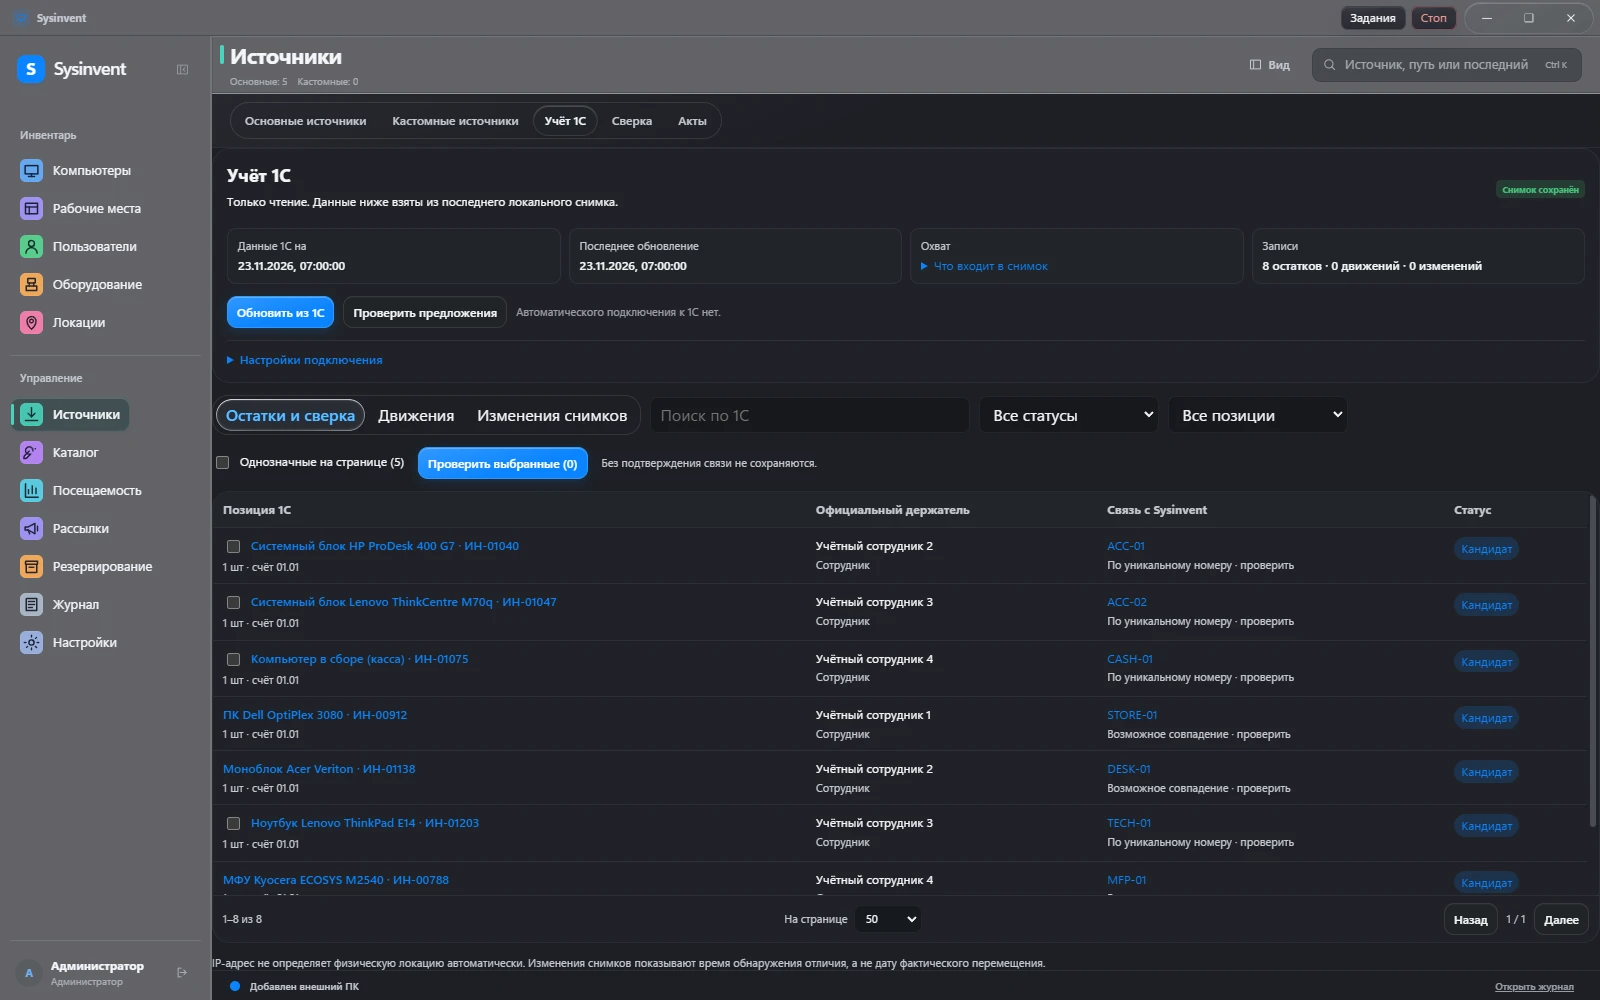 Sysinvent
Задания
Стоп
S Sysinvent
Источники
Основные: 5 Кастомные: 0
Вид
Источник, путь или последний
Ctrl K
Инвентарь
Компьютеры
Рабочие места
Пользователи
Оборудование
Локации
Управление
Источники
Каталог
Посещаемость
Рассылки
Резервирование
Журнал
Настройки
А Администратор
Администратор
Основные источники Кастомные источники Учёт 1С Сверка Акты
Учёт 1С
Только чтение. Данные ниже взяты из последнего локального снимка.
Снимок сохранён
Данные 1С на
23.11.2026, 07:00:00
Последнее обновление
23.11.2026, 07:00:00
Охват
Что входит в снимок
Записи
8 остатков · 0 движений · 0 изменений
Обновить из 1С
Проверить предложения
Автоматического подключения к 1С нет.
Настройки подключения
Остатки и сверка Движения Изменения снимков
Поиск по 1С
Все статусы
Все позиции
Однозначные на странице (5)
Проверить выбранные (0)
Без подтверждения связи не сохраняются.
Позиция 1С Официальный держатель Связь с Sysinvent Статус
Системный блок HP ProDesk 400 G7 · ИН-01040 Учётный сотрудник 2 ACC-01 Кандидат
1 шт · счёт 01.01 Сотрудник По уникальному номеру · проверить
Системный блок Lenovo ThinkCentre M70q · ИН-01047 Учётный сотрудник 3 ACC-02 Кандидат
1 шт · счёт 01.01 Сотрудник По уникальному номеру · проверить
Компьютер в сборе (касса) · ИН-01075 Учётный сотрудник 4 CASH-01 Кандидат
1 шт · счёт 01.01 Сотрудник По уникальному номеру · проверить
ПК Dell OptiPlex 3080 · ИН-00912 Учётный сотрудник 1 STORE-01 Кандидат
1 шт · счёт 01.01 Сотрудник Возможное совпадение · проверить
Моноблок Acer Veriton · ИН-01138 Учётный сотрудник 2 DESK-01 Кандидат
1 шт · счёт 01.01 Сотрудник Возможное совпадение · проверить
Ноутбук Lenovo ThinkPad E14 · ИН-01203 Учётный сотрудник 3 TECH-01 Кандидат
1 шт · счёт 01.01 Сотрудник По уникальному номеру · проверить
МФУ Kyocera ECOSYS M2540 · ИН-00788 Учётный сотрудник 4 MFP-01 Кандидат
1–8 из 8
На странице 50
Назад 1 / 1 Далее
IP-адрес не определяет физическую локацию автоматически. Изменения снимков показывают время обнаружения отличия, а не дату фактического перемещения.
Добавлен внешний ПК
Открыть журнал